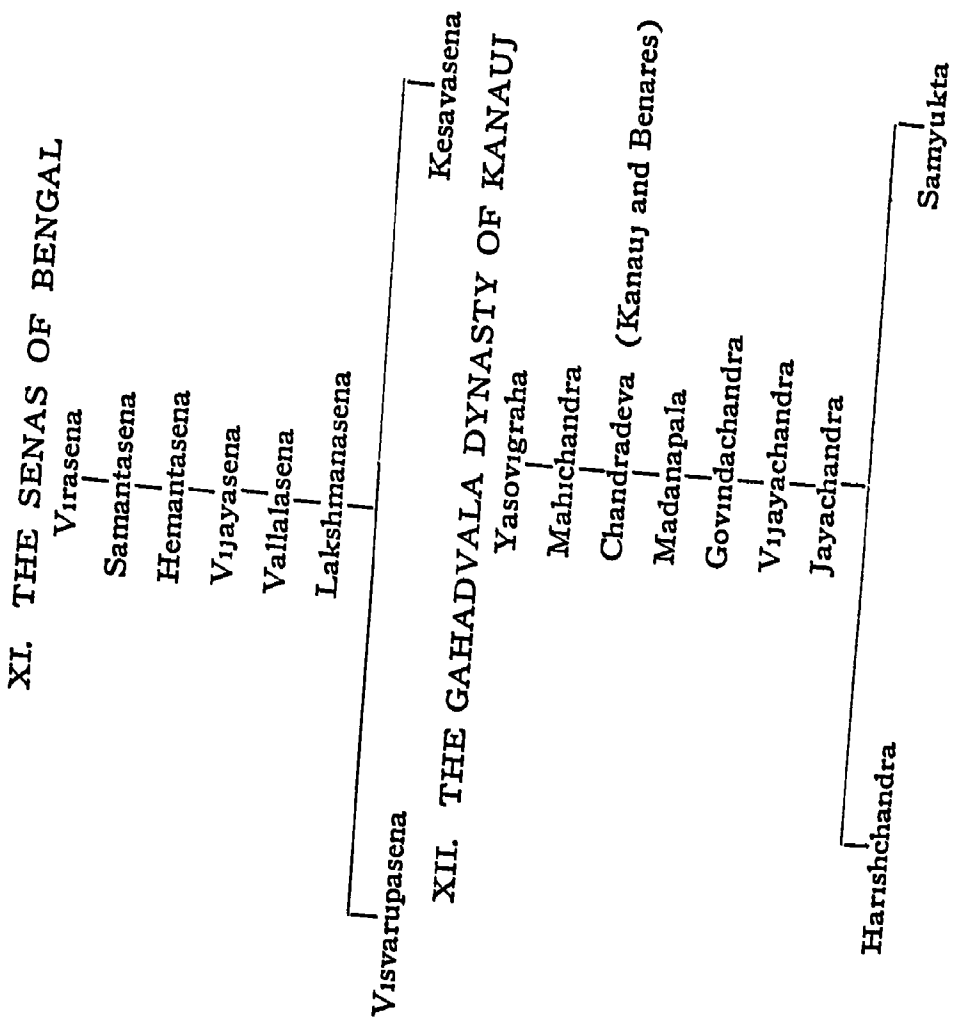 XI. THE SENAS OF BENGAL
Virasena
Samantasena
Hemantasena
Vijayasena
Vallalasena
Lakshmanasena
Visvarupasena Kesavasena
XII. THE GAHADVALA DYNASTY OF KANAUJ
Yasovigraha
Mahichandra
Chandradeva (Kanauj and Benares)
Madanapala
Govindachandra
Vijayachandra
Jayachandra
Harishchandra Samyukta